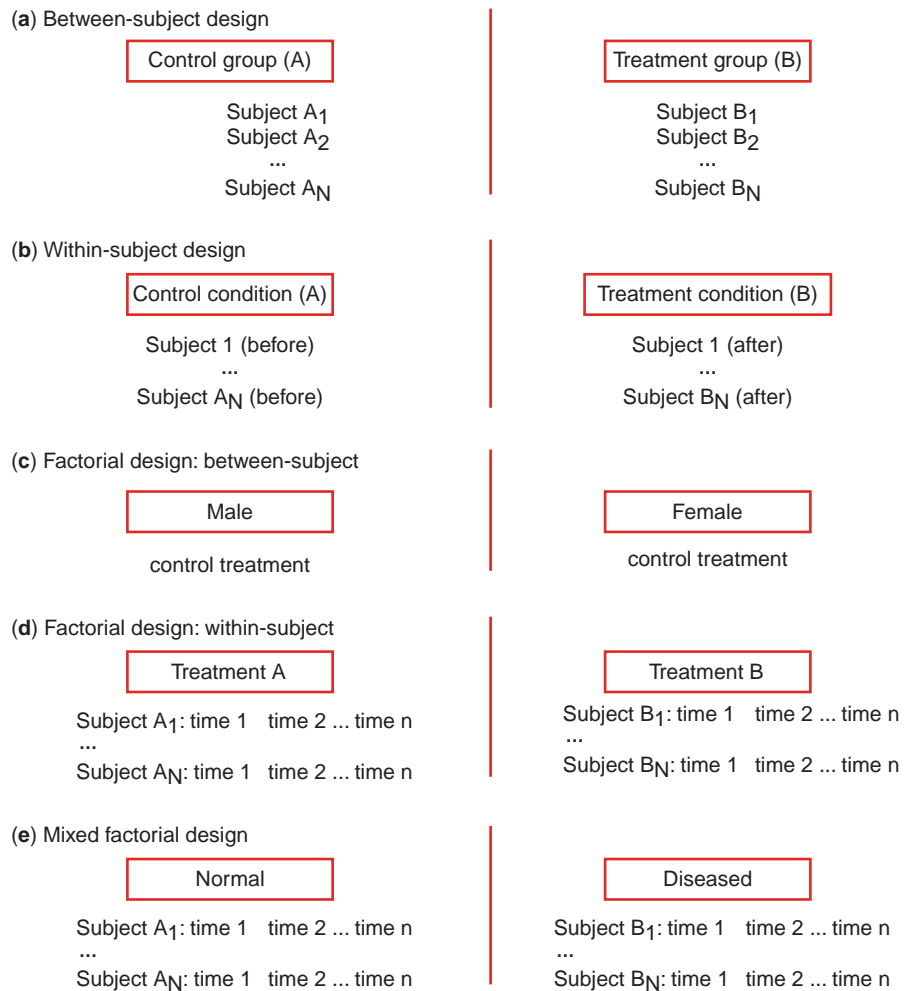 (a) Between-subject design
Control group (A) Treatment group (B)
Subject A1 Subject B1
Subject A2 Subject B2
... ...
Subject AN Subject BN
(b) Within-subject design
Control condition (A) Treatment condition (B)
Subject 1 (before) Subject 1 (after)
... ...
Subject AN (before) Subject BN (after)
(c) Factorial design: between-subject
Male Female
control treatment control treatment
(d) Factorial design: within-subject
Treatment A Treatment B
Subject A1: time 1 time 2 ... time n Subject B1: time 1 time 2 ... time n
... ...
Subject AN: time 1 time 2 ... time n Subject BN: time 1 time 2 ... time n
(e) Mixed factorial design
Normal Diseased
Subject A1: time 1 time 2 ... time n Subject B1: time 1 time 2 ... time n
... ...
Subject AN: time 1 time 2 ... time n Subject BN: time 1 time 2 ... time n